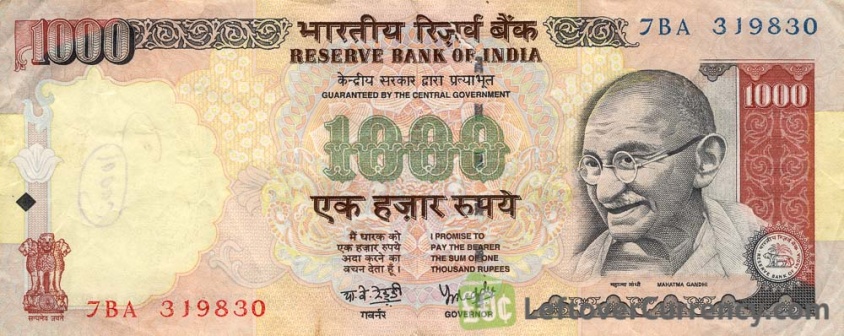 1000
भारतीय रिज़र्व बैंक
RESERVE BANK OF INDIA
7BA 319830
केन्द्रीय सरकार द्वारा प्रत्याभूत
GUARANTEED BY THE CENTRAL GOVERNMENT
1000
1000
एक हज़ार रुपये
मैं धारक को
एक हज़ार रुपये
अदा करने का
वचन देता हूँ ।
I PROMISE TO
PAY THE BEARER
THE SUM OF ONE
THOUSAND RUPEES
महात्मा गांधी
MAHATMA GANDHI
गवर्नर
GOVERNOR
सत्यमेव जयते
7BA 319830
LeftoverCurrency.com